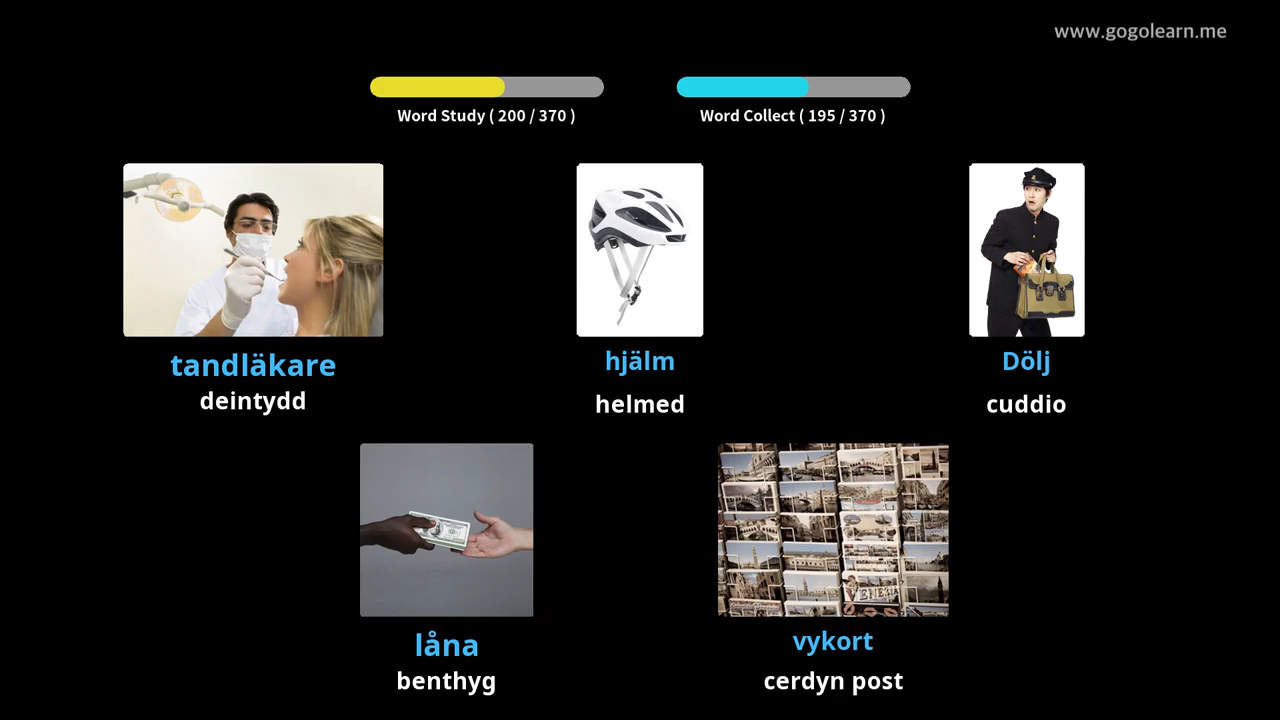 www.gogolearn.me
Word Study ( 200 / 370 )
Word Collect ( 195 / 370 )
tandläkare
deintydd
hjälm
helmed
Dölj
cuddio
låna
benthyg
vykort
cerdyn post